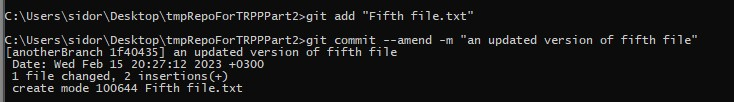 C:\Users\sidor\Desktop\tmpRepoForTRPPPart2>git add "Fifth file.txt"
C:\Users\sidor\Desktop\tmpRepoForTRPPPart2>git commit --amend -m "an updated version of fifth file"
[anotherBranch 1f40435] an updated version of fifth file
 Date: Wed Feb 15 20:27:12 2023 +0300
 1 file changed, 2 insertions(+)
 create mode 100644 Fifth file.txt